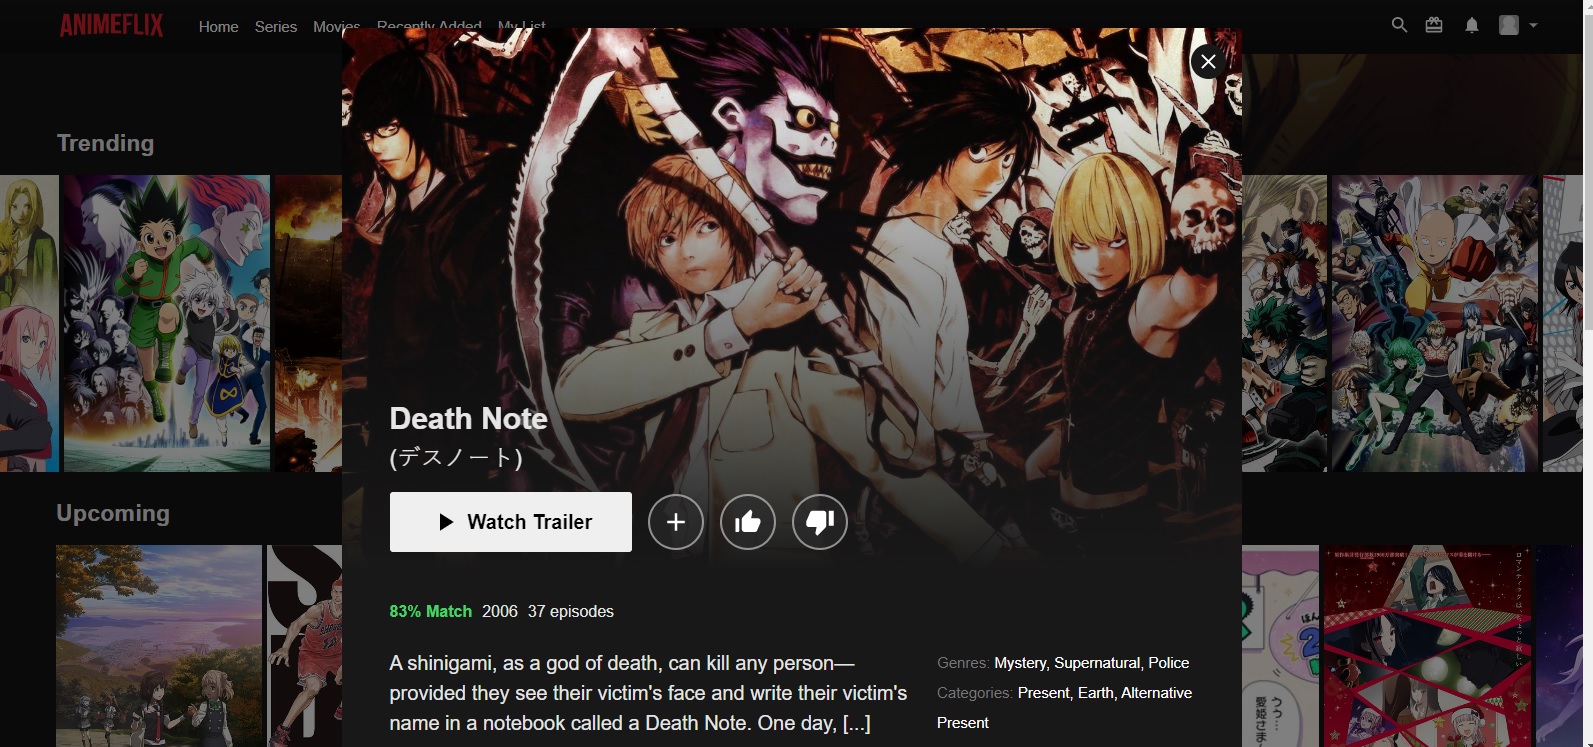 ANIMEFLIX
Home Series Movies Recently Added My List
Trending
Death Note
(デスノート)
Watch Trailer
Upcoming
83% Match 2006 37 episodes
A shinigami, as a god of death, can kill any person—
provided they see their victim's face and write their victim's
name in a notebook called a Death Note. One day, [...]
Genres: Mystery, Supernatural, Police
Categories: Present, Earth, Alternative
Present